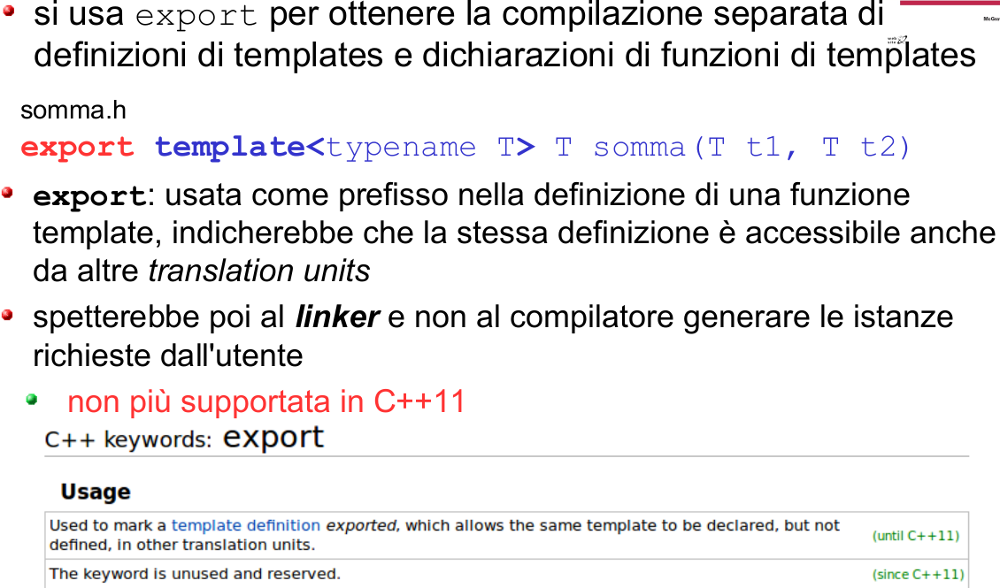 si usa export per ottenere la compilazione separata di
definizioni di templates e dichiarazioni di funzioni di templates
McGra
web
site
somma.h
export template<typename T> T somma(T t1, T t2)
export: usata come prefisso nella definizione di una funzione
template, indicherebbe che la stessa definizione è accessibile anche
da altre translation units
spetterebbe poi al linker e non al compilatore generare le istanze
richieste dall'utente
non più supportata in C++11
C++ keywords: export
Usage
Used to mark a template definition exported, which allows the same template to be declared, but not
defined, in other translation units.
(until C++11)
The keyword is unused and reserved.
(since C++11)